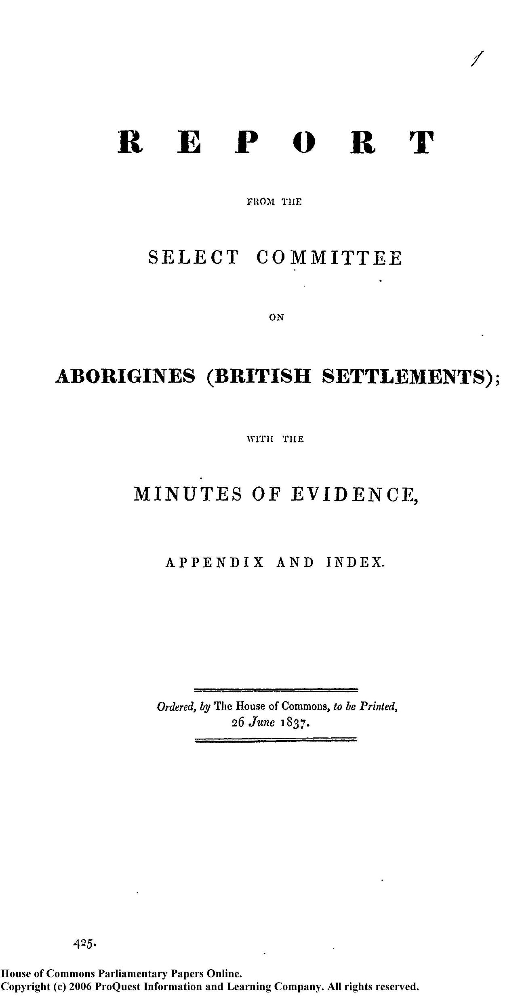 1
REPORT
FROM THE
SELECT COMMITTEE
ON
ABORIGINES (BRITISH SETTLEMENTS);
WITH THE
MINUTES OF EVIDENCE,
APPENDIX AND INDEX.
Ordered, by The House of Commons, to be Printed,
26 June 1837.
425.
House of Commons Parliamentary Papers Online.
Copyright (c) 2006 ProQuest Information and Learning Company. All rights reserved.